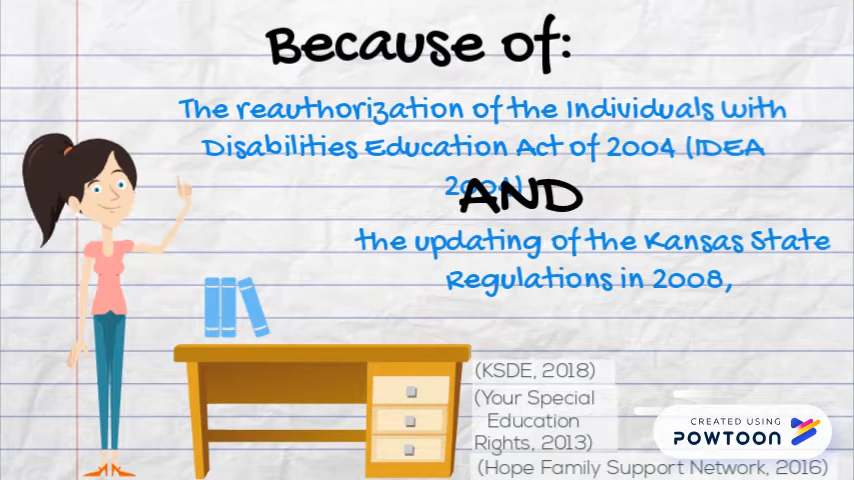 Because of:
The reauthorization of the Individuals with
Disabilities Education Act of 2004 (IDEA
2004)
AND
the updating of the Kansas State
Regulations in 2008,
(KSDE, 2018)
(Your Special
Education
Rights, 2013)
(Hope Family Support Network, 2016)
CREATED USING
POWTOON